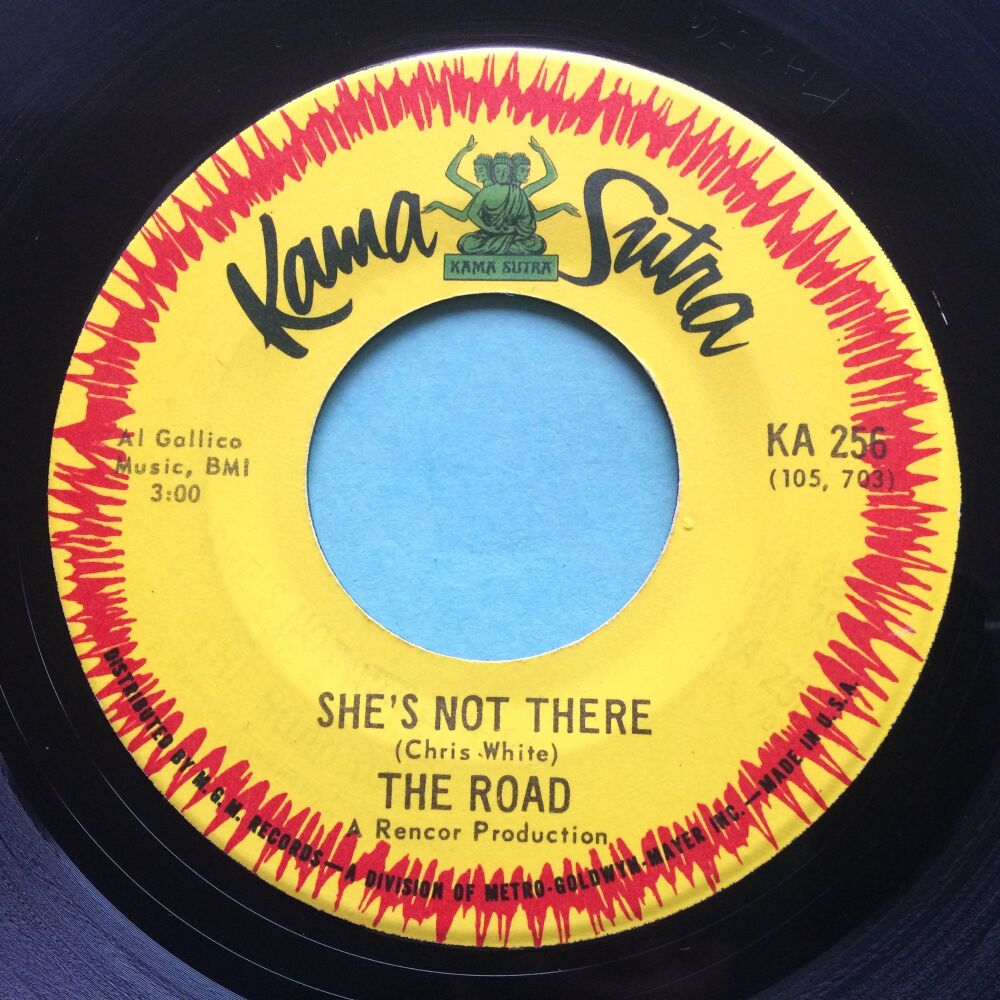 Kama Sutra
KAMA SUTRA
Al Gallico
Music, BMI
3:00
KA 256
(105, 703)
SHE'S NOT THERE
(Chris White)
THE ROAD
A Rencor Production
DISTRIBUTED BY M.G.M. RECORDS—A DIVISION OF METRO-GOLDWYN-MAYER INC.—MADE IN U.S.A.